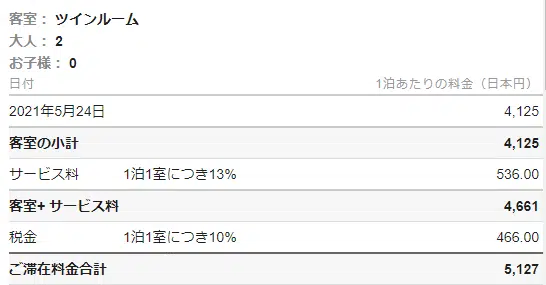 客室： ツインルーム
大人： 2
お子様： 0
日付 1泊あたりの料金（日本円）
2021年5月24日 4,125
客室の小計 4,125
サービス料 1泊1室につき13% 536.00
客室+ サービス料 4,661
税金 1泊1室につき10% 466.00
ご滞在料金合計 5,127